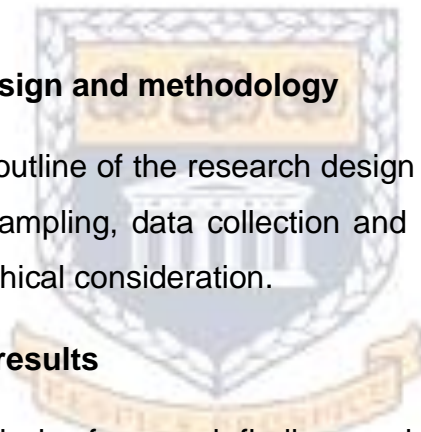 sign and methodology
outline of the research design
ampling, data collection and
hical consideration.
results